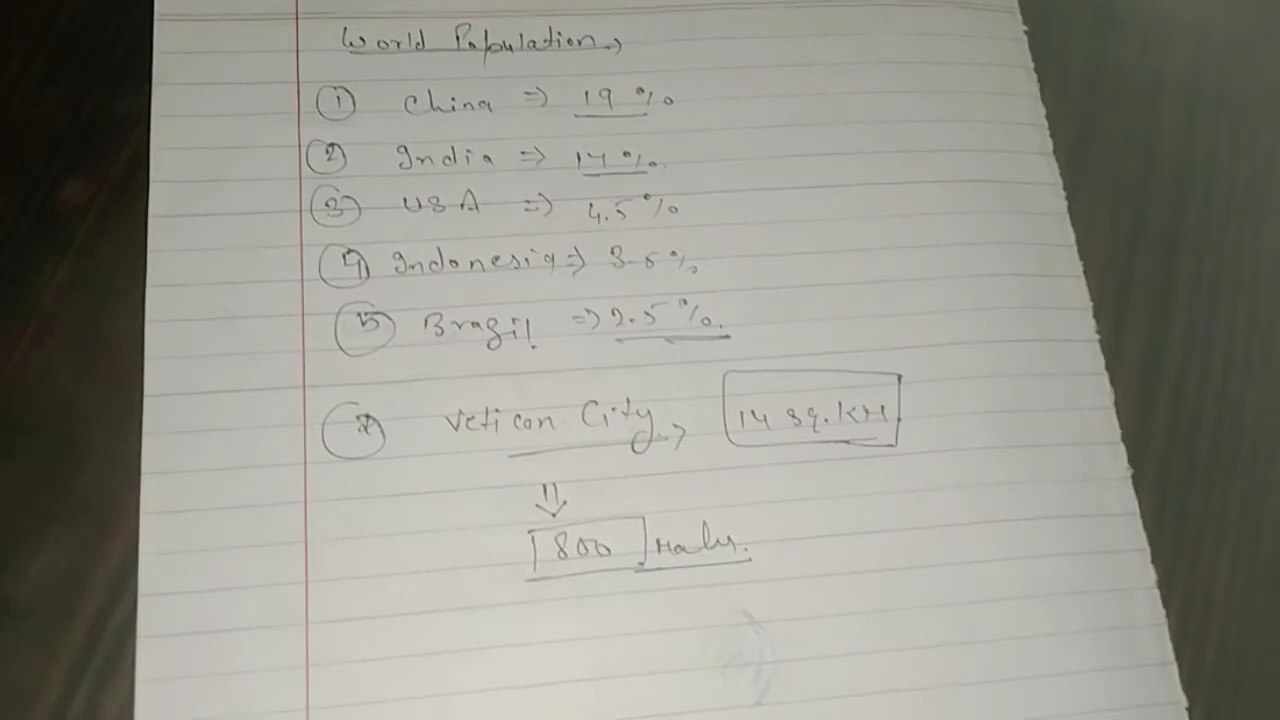 World Population,
① China => 19%
② India => 17%.
③ USA => 4.5%
④ Indonesia => 3.6%
⑤ Brazil => 2.5%.
Vetican City, 14 sq.KM
⇓
800